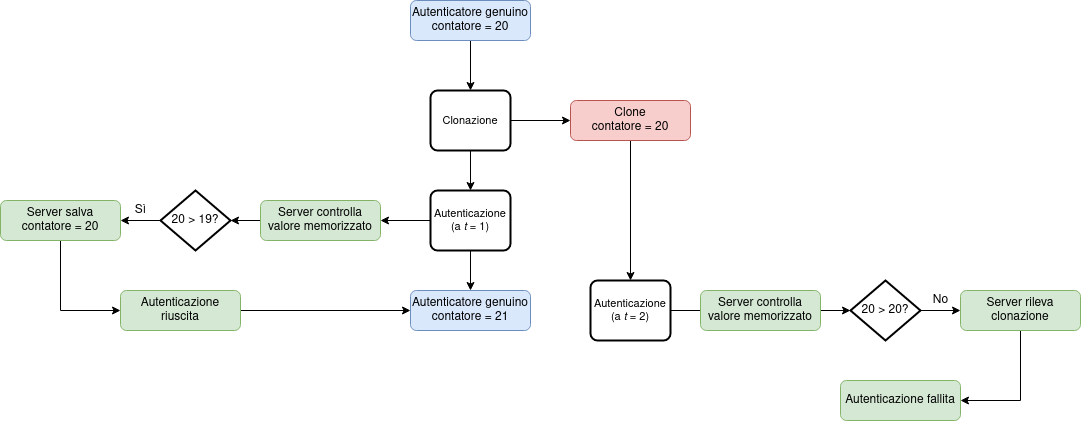 Autenticatore genuino
contatore = 20
Clonazione
Clone
contatore = 20
Autenticazione
(a t = 1)
Server controlla
valore memorizzato
20 > 19?
Sì
Server salva
contatore = 20
Autenticazione
riuscita
Autenticatore genuino
contatore = 21
Autenticazione
(a t = 2)
Server controlla
valore memorizzato
20 > 20?
No
Server rileva
clonazione
Autenticazione fallita